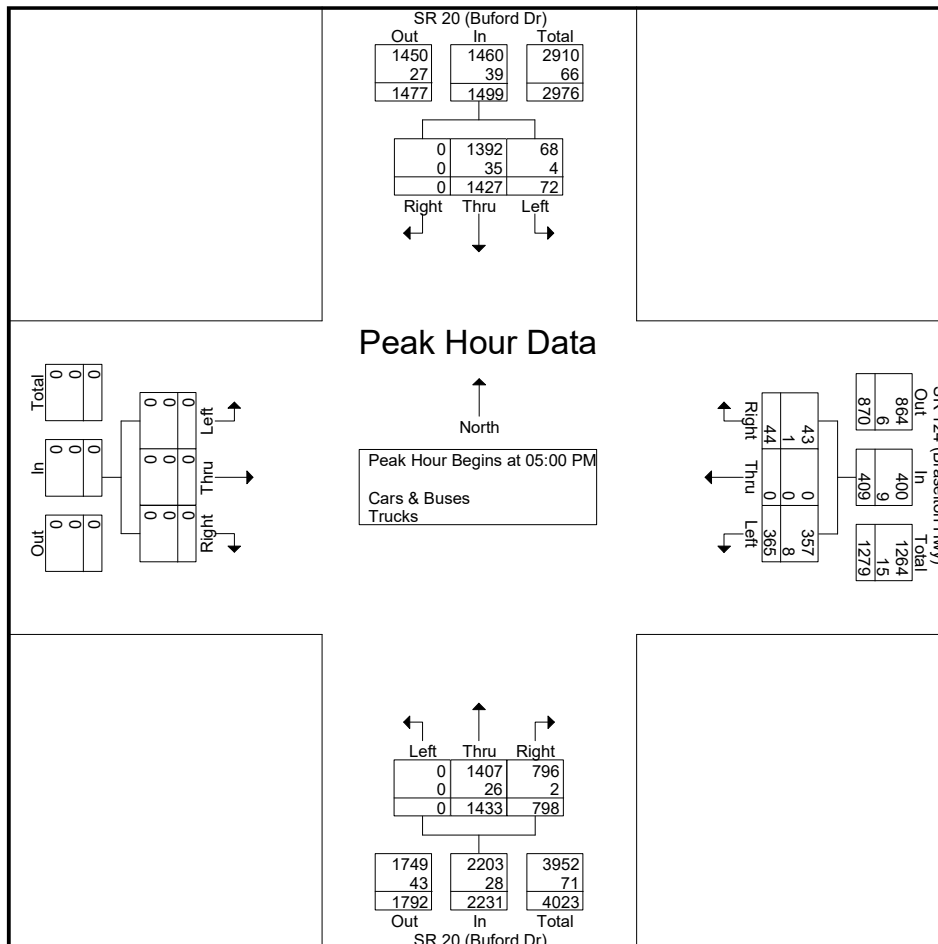 SR 20 (Buford Dr)
Out In Total
1450 1460 2910
27 39 66
1477 1499 2976
0 1392 68
0 35 4
0 1427 72
Right Thru Left
Peak Hour Data
North
Peak Hour Begins at 05:00 PM
Cars & Buses
Trucks
Total
0 0 0
In
0 0 0
Out
0 0 0
Left
0 0 0
Thru
0 0 0
Right
0 0 0
Right
43
1
44
Thru
0
0
0
Left
357
8
365
Out
864
6
870
In
400
9
409
Total
1264
15
1279
Left Thru Right
0 1407 796
0 26 2
0 1433 798
1749 2203 3952
43 28 71
1792 2231 4023
Out In Total
SR 20 (Buford Dr)